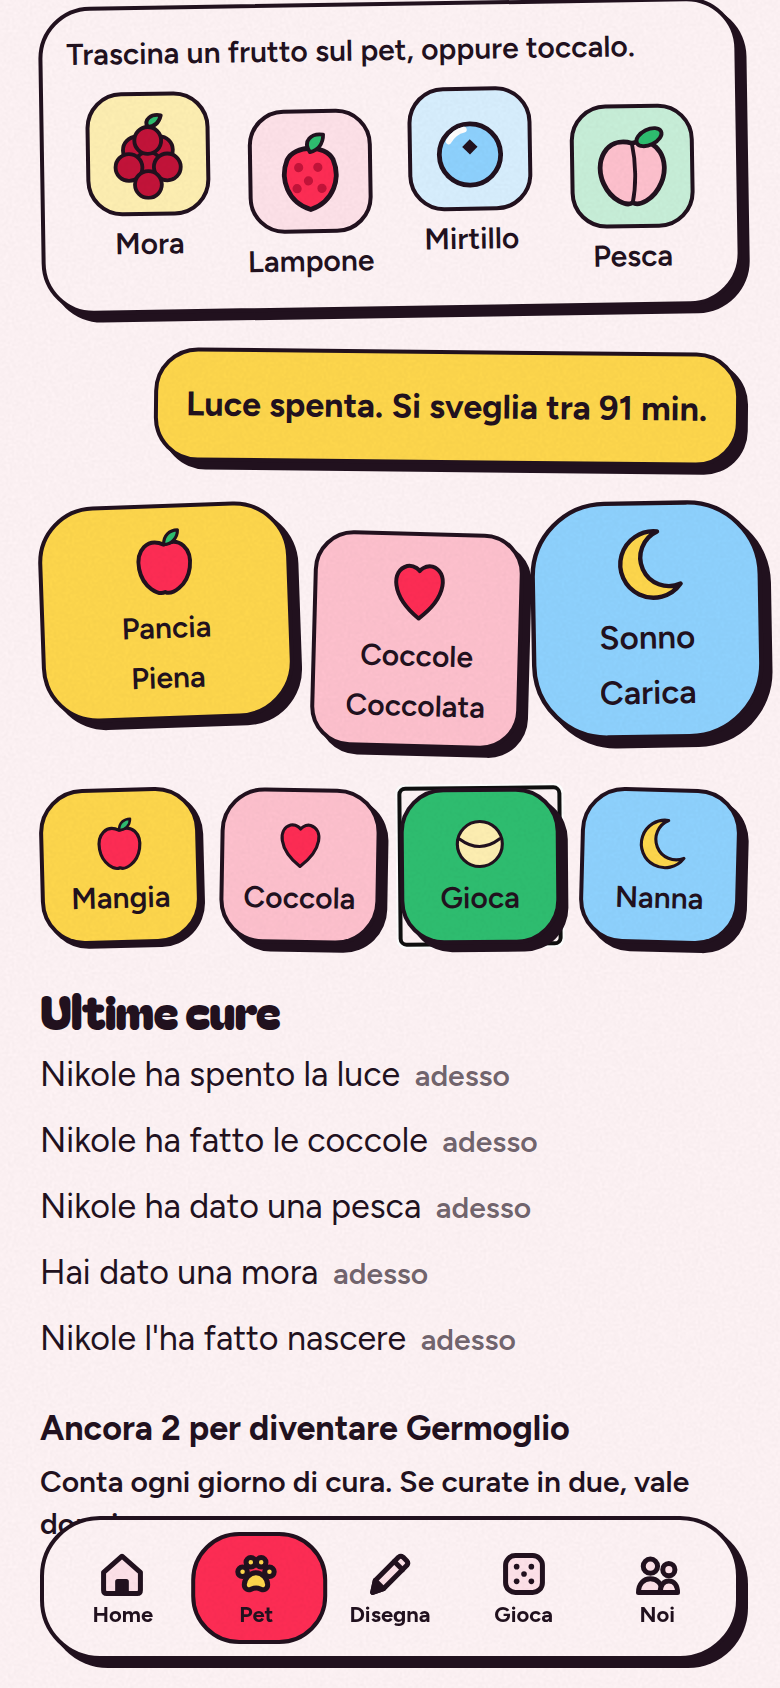 Trascina un frutto sul pet, oppure toccalo.
Mora
Lampone
Mirtillo
Pesca
Luce spenta. Si sveglia tra 91 min.
Pancia
Piena
Coccole
Coccolata
Sonno
Carica
Mangia
Coccola
Gioca
Nanna
Ultime cure
Nikole ha spento la luce adesso
Nikole ha fatto le coccole adesso
Nikole ha dato una pesca adesso
Hai dato una mora adesso
Nikole l'ha fatto nascere adesso
Ancora 2 per diventare Germoglio
Conta ogni giorno di cura. Se curate in due, vale
Home
Pet
Disegna
Gioca
Noi